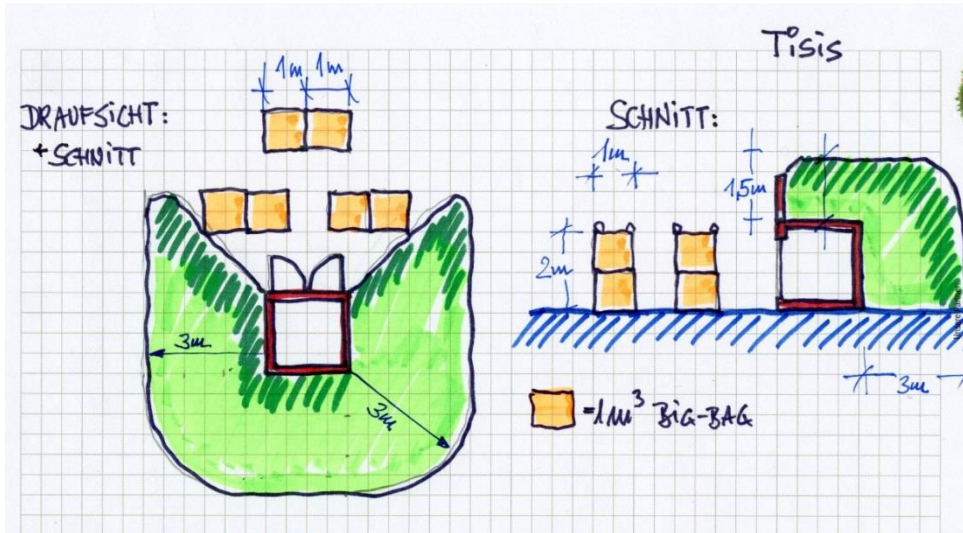 Tisis
DRAUFSICHT:
+ SCHNITT
1m 1m
3m
3m
SCHNITT:
1m
1,5m
2m
3m
= 1m³ BIG-BAG